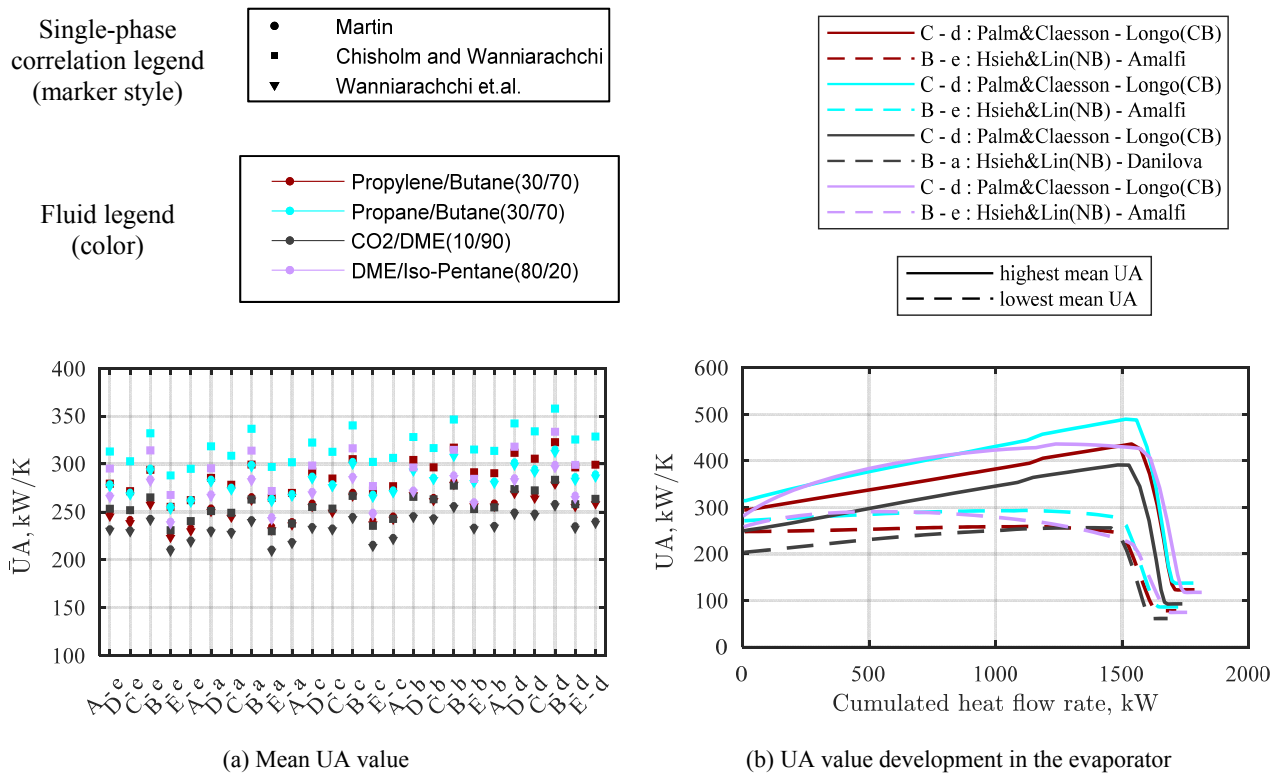 Single-phase
correlation legend
(marker style)
Martin
Chisholm and Wanniarachchi
Wanniarachchi et.al.
Fluid legend
(color)
Propylene/Butane(30/70)
Propane/Butane(30/70)
CO2/DME(10/90)
DME/Iso-Pentane(80/20)
C - d : Palm&Claesson - Longo(CB)
B - e : Hsieh&Lin(NB) - Amalfi
C - d : Palm&Claesson - Longo(CB)
B - e : Hsieh&Lin(NB) - Amalfi
C - d : Palm&Claesson - Longo(CB)
B - a : Hsieh&Lin(NB) - Danilova
C - d : Palm&Claesson - Longo(CB)
B - e : Hsieh&Lin(NB) - Amalfi
highest mean UA
lowest mean UA
400
350
300
250
200
150
100
U̅A, kW/K
A - e
D - e
C - e
B - e
E - e
A - a
D - a
C - a
B - a
E - a
A - c
D - c
C - c
B - c
E - c
A - b
D - b
C - b
B - b
E - b
A - d
D - d
C - d
B - d
E - d
(a) Mean UA value
600
500
400
300
200
100
0
UA, kW/K
0
500
1000
1500
2000
Cumulated heat flow rate, kW
(b) UA value development in the evaporator